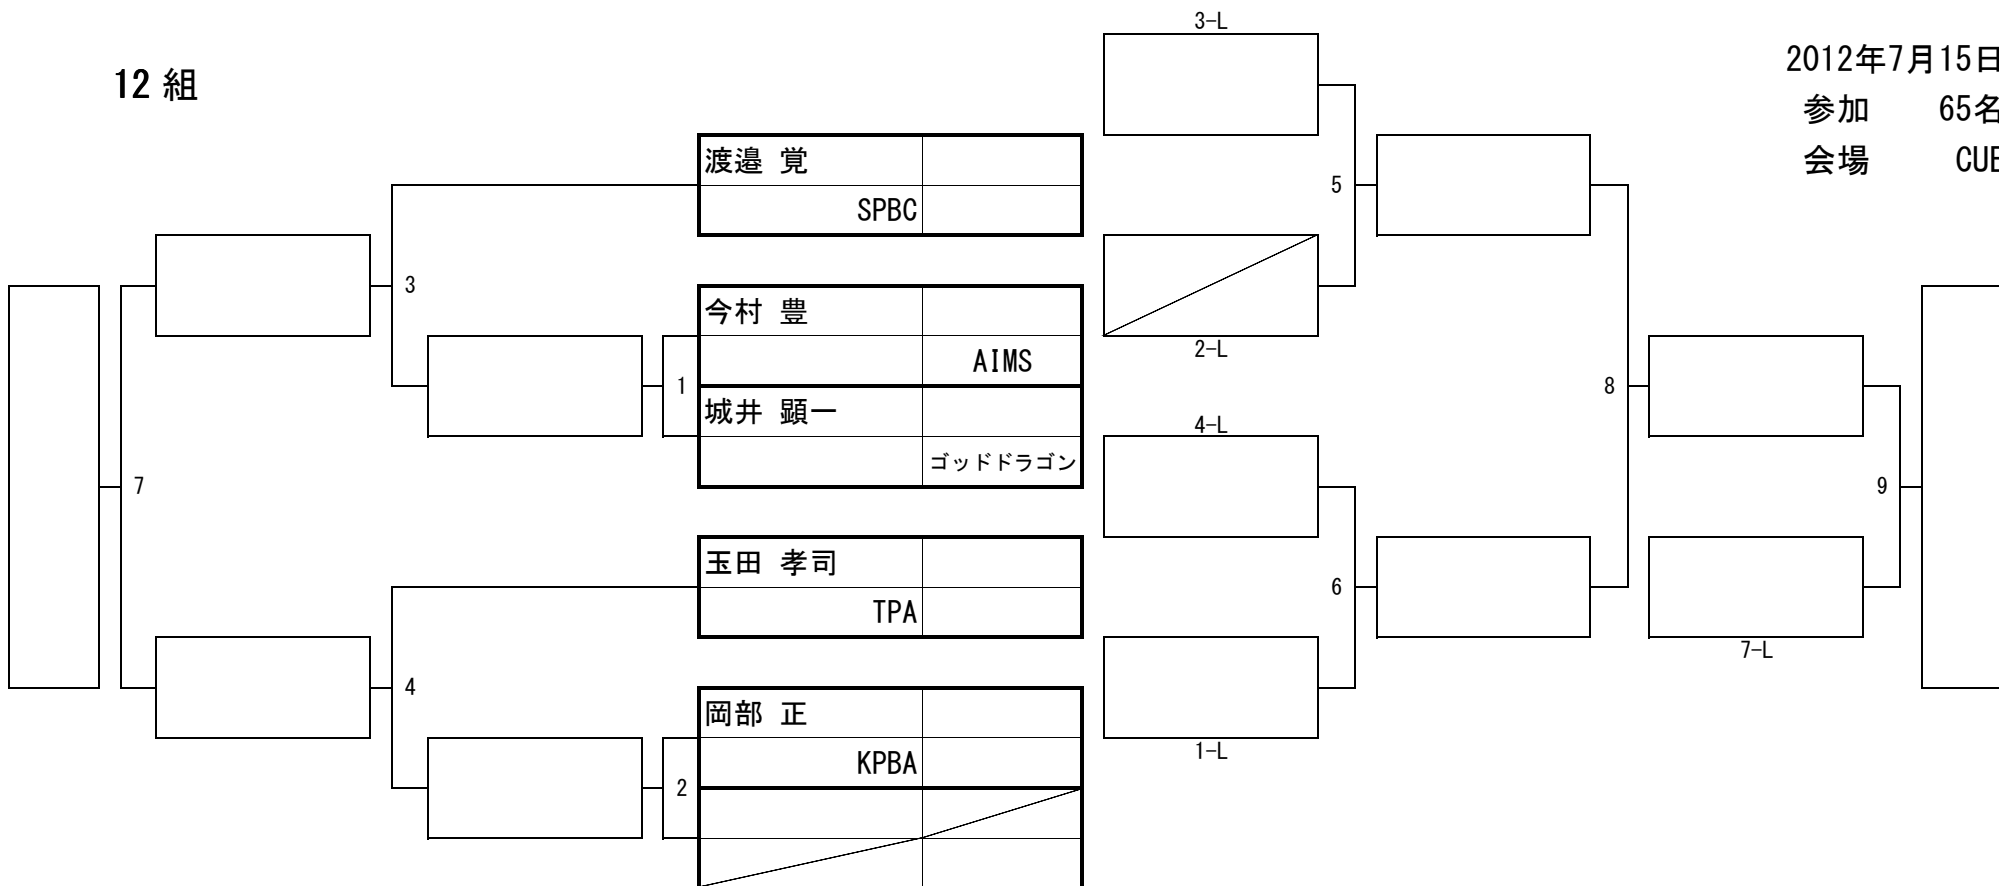 3-L
12 組
2012年7月15日
参加 65名
会場 CUE
渡邉 覚
SPBC
5
3
今村 豊
AIMS
2-L
1
城井 顕一
ゴッドドラゴン
8
4-L
7
9
玉田 孝司
TPA
6
7-L
4
岡部 正
KPBA
1-L
2